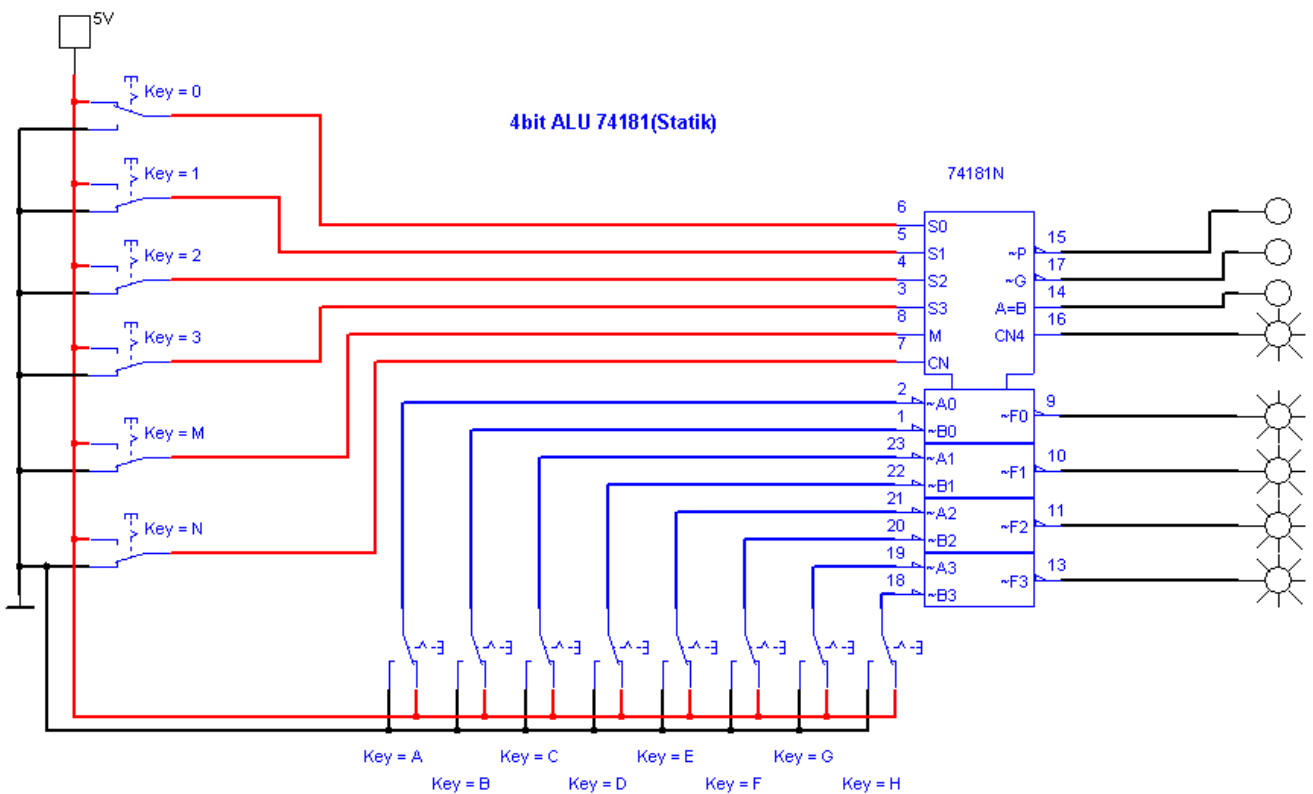 5V
Key = 0
4bit ALU 74181(Statik)
Key = 1
74181N
6
S0
5
15
Key = 2
S1
~P
4
17
S2
~G
3
14
Key = 3
S3
A=B
8
16
M
CN4
7
CN
2
9
Key = M
~A0
~F0
1
~B0
23
10
~A1
~F1
22
~B1
Key = N
21
11
~A2
~F2
20
~B2
19
13
~A3
~F3
18
~B3
Key = A
Key = C
Key = E
Key = G
Key = B
Key = D
Key = F
Key = H